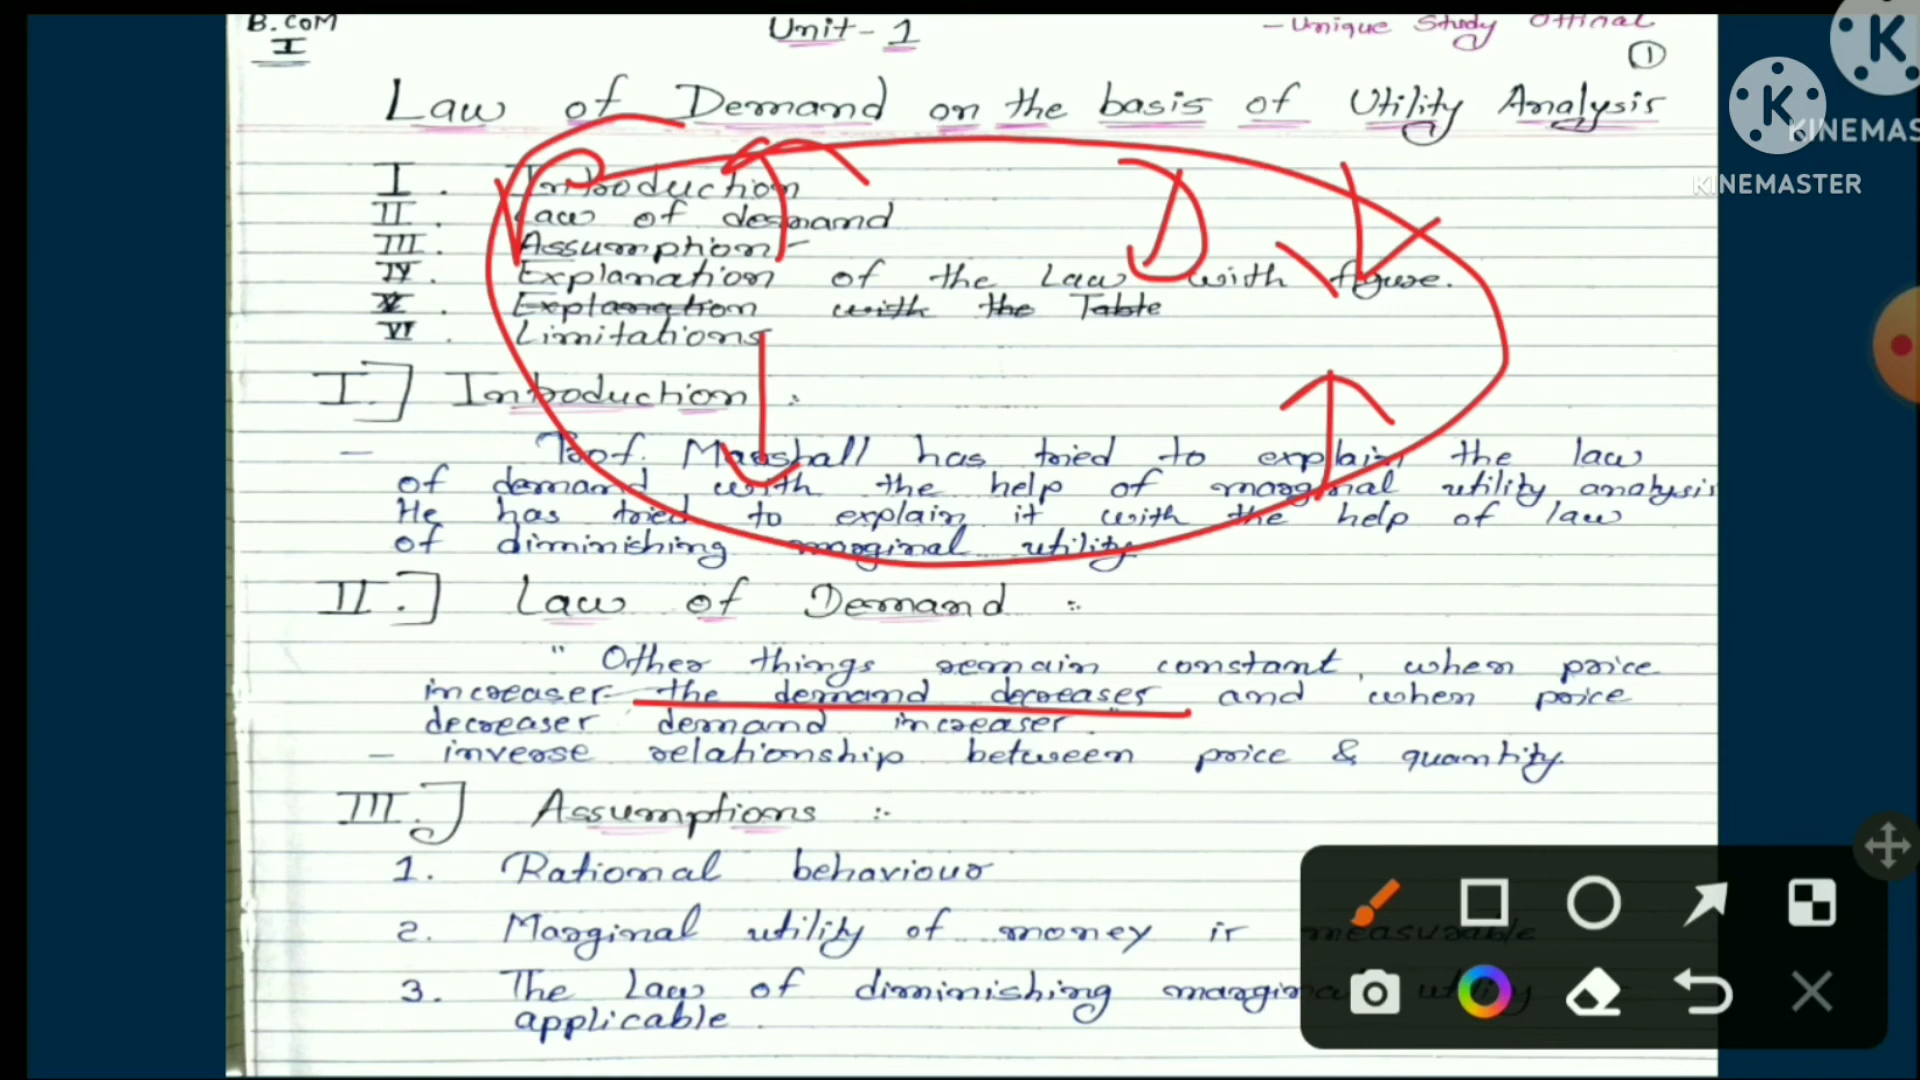 B.COM
I
Unit-1
- Unique Study Official
1
Law of Demand on the basis of Utility Analysis
KINEMASTER
KINEMAS
I. Introduction
II. Law of demand
III. Assumption -
IV. Explanation of the Law with figure.
V. Explanation with the Table
VI. Limitations
I.] Introduction :
- Prof. Marshall has tried to explain the law
of demand with the help of marginal utility analysis
He has tried to explain it with the help of law
of diminishing marginal utility
II.] Law of Demand :-
" Other things remain constant, when price
increases the demand decreases and when price
decreases demand increases."
- inverse relationship between price & quantity.
III.] Assumptions :-
1. Rational behaviour
2. Marginal utility of money is measurable
3. The Law of diminishing marginal utility
applicable.